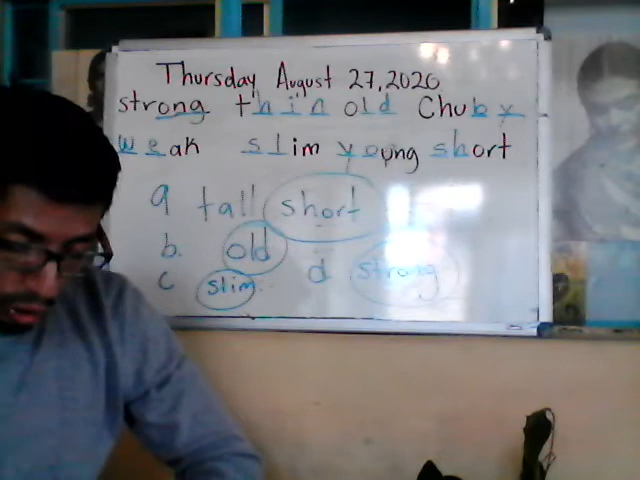 Thursday August 27, 2020
strong thin old Chuby
weak slim young short
a tall short
b. old
c slim d strong